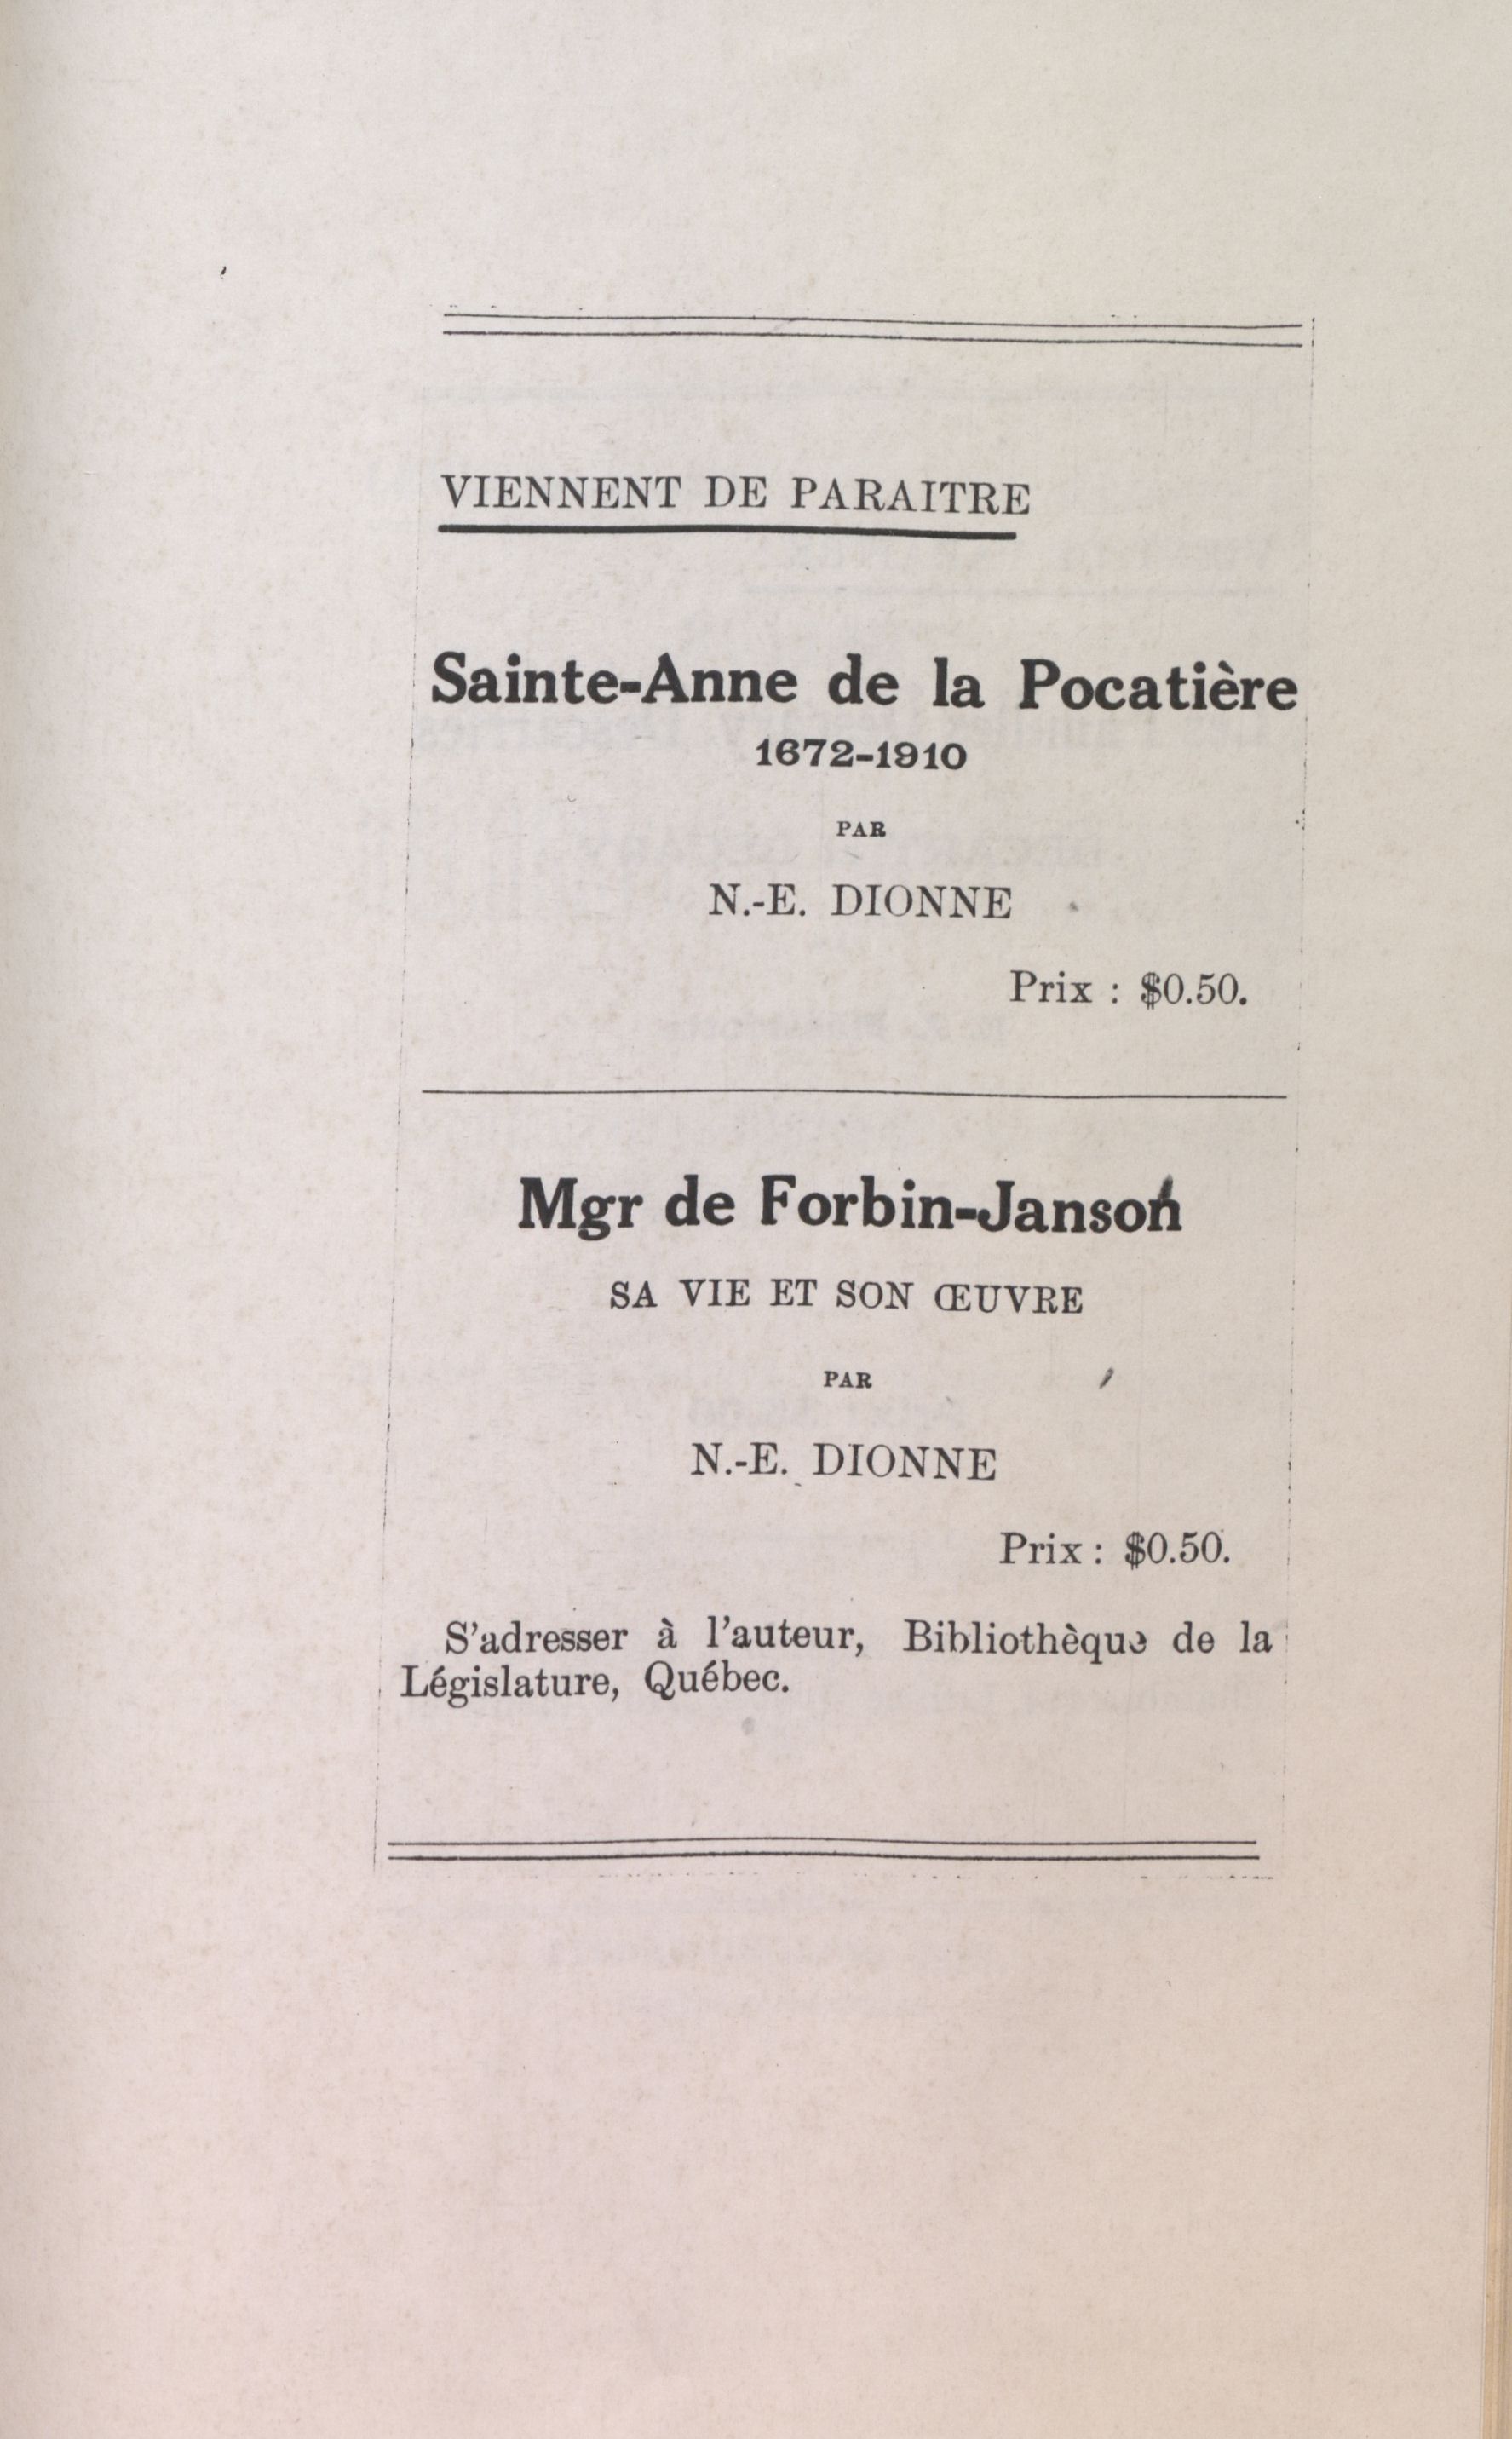 VIENNENT DE PARAITRE
Sainte-Anne de la Pocatière
1672-1910
PAR
N.-E. DIONNE
Prix : $0.50.
Mgr de Forbin-Janson
SA VIE ET SON ŒUVRE
PAR
N.-E. DIONNE
Prix : $0.50.
S'adresser à l'auteur, Bibliothèque de la
Législature, Québec.